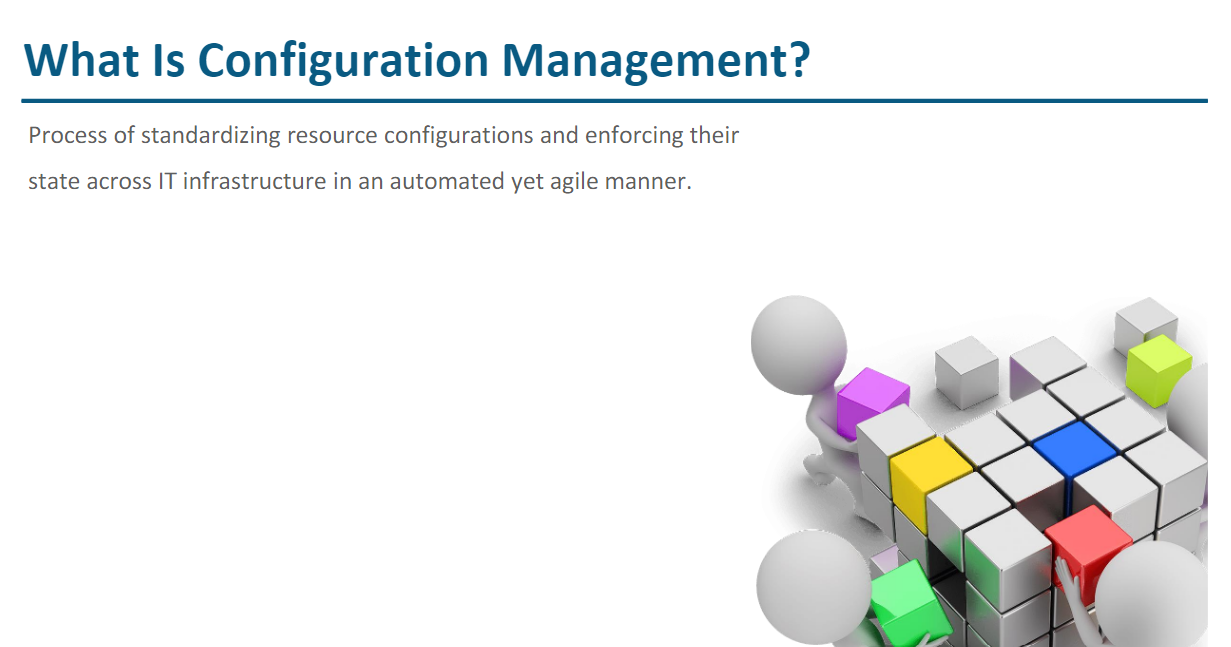 What Is Configuration Management?
Process of standardizing resource configurations and enforcing their
state across IT infrastructure in an automated yet agile manner.